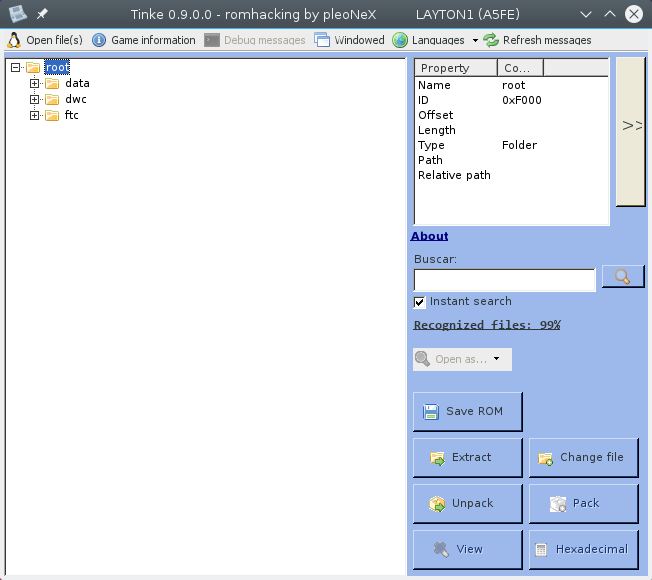 Tinke 0.9.0.0 - romhacking by pleoNeX LAYTON1 (A5FE)
Open file(s) Game information Debug messages Windowed Languages Refresh messages
root
data
dwc
ftc
Property Co...
Name root
ID 0xF000
Offset
Length
Type Folder
Path
Relative path
>>
About
Buscar:
Instant search
Recognized files: 99%
Open as...
Save ROM
Extract Change file
Unpack Pack
View Hexadecimal